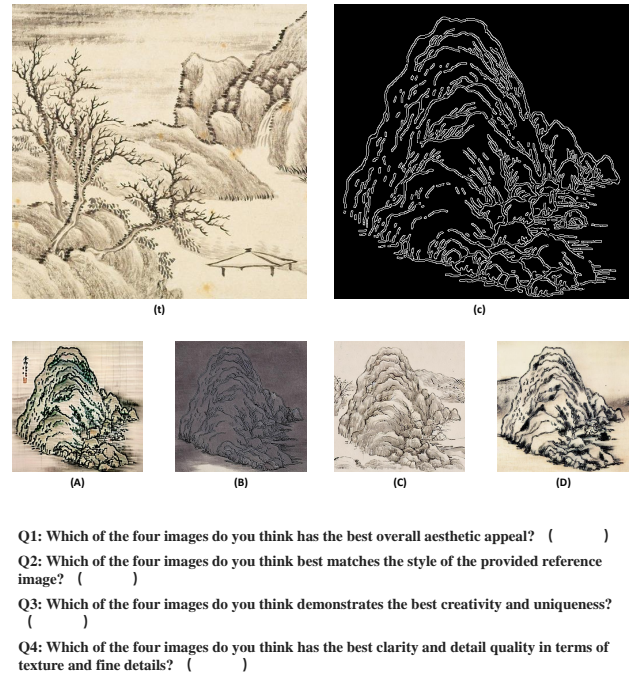 (t)
(c)
(A)
(B)
(C)
(D)
Q1: Which of the four images do you think has the best overall aesthetic appeal? ( )
Q2: Which of the four images do you think best matches the style of the provided reference
image? ( )
Q3: Which of the four images do you think demonstrates the best creativity and uniqueness?
( )
Q4: Which of the four images do you think has the best clarity and detail quality in terms of
texture and fine details? ( )